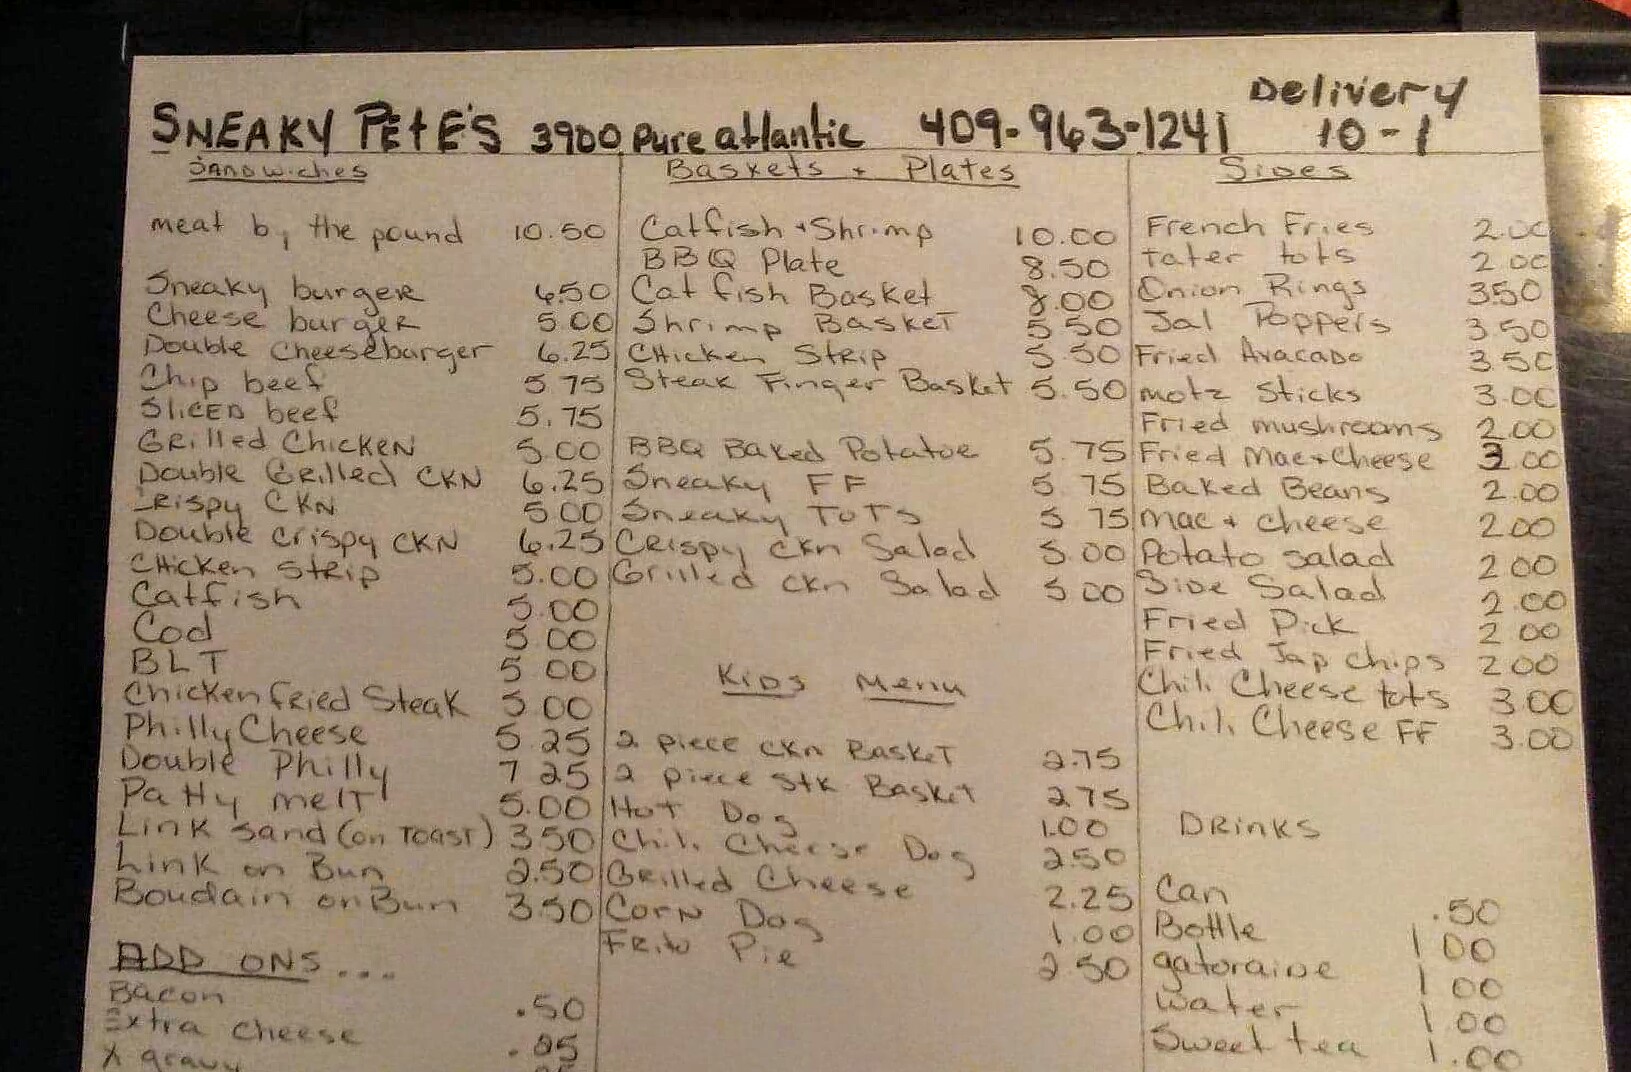 Delivery
SNEAKY PEtE'S 3900 Pure atlantic 409-963-1241 10-1
Sandwiches
meat by the pound 10.50
Sneaky burger 6.50
Cheese burger 5.00
Double Cheeseburger 6.25
Chip beef 5 75
Sliced beef 5.75
Grilled Chicken 5.00
Double Grilled CKN 6.25
Crispy CKN 5.00
Double Crispy CKN 6.25
Chicken Strip 5.00
Catfish 5.00
Cod 5 00
BLT 5 00
Chicken fried Steak 5 00
Philly Cheese 5 25
Double Philly 7 25
Patty melt 5.00
Link Sand (on Toast) 3 50
Link on Bun 2.50
Boudain on Bun 3.50
ADD ONS...
Bacon .50
Extra Cheese .25
X gravy
Baskets + Plates
Catfish + Shrimp 10.00
BBQ Plate 8.50
Cat fish Basket 8.00
Shrimp Basket 5 50
Chicken Strip 5.50
Steak Finger Basket 5.50
BBQ Baked Potatoe 5.75
Sneaky FF 5 75
Sneaky Tots 5 75
Crispy Ckn Salad 5.00
Grilled ckn Salad 5 00
Kids Menu
2 piece ckn Basket 2.75
2 piece Stk Basket 2 75
Hot Dog 1.00
Chili Cheese Dog 2.50
Grilled Cheese 2.25
Corn Dog 1.00
Frito Pie 2 50
Sides
French Fries 2.00
tater tots 2.00
Onion Rings 3.50
Jal Poppers 3.50
Fried Avacado 3.50
motz Sticks 3.00
Fried mushrooms 2.00
Fried Mac+Cheese 3.00
Baked Beans 2.00
Mac + cheese 2.00
Potato salad 2 00
Side Salad 2.00
Fried Pick 2 00
Fried Jap chips 2 00
Chili Cheese tots 3.00
Chili Cheese FF 3.00
DRinks
Can .50
Bottle 1 00
gatoraide 1 00
water 1 00
Sweet tea 1.00